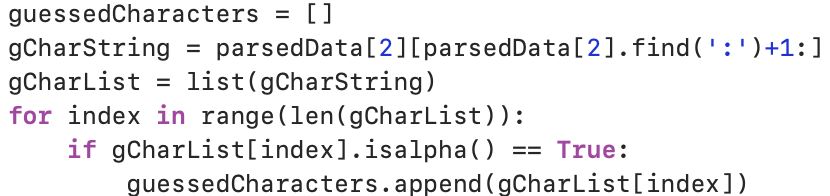 guessedCharacters = []
gCharString = parsedData[2][parsedData[2].find(':')+1:]
gCharList = list(gCharString)
for index in range(len(gCharList)):
    if gCharList[index].isalpha() == True:
        guessedCharacters.append(gCharList[index])